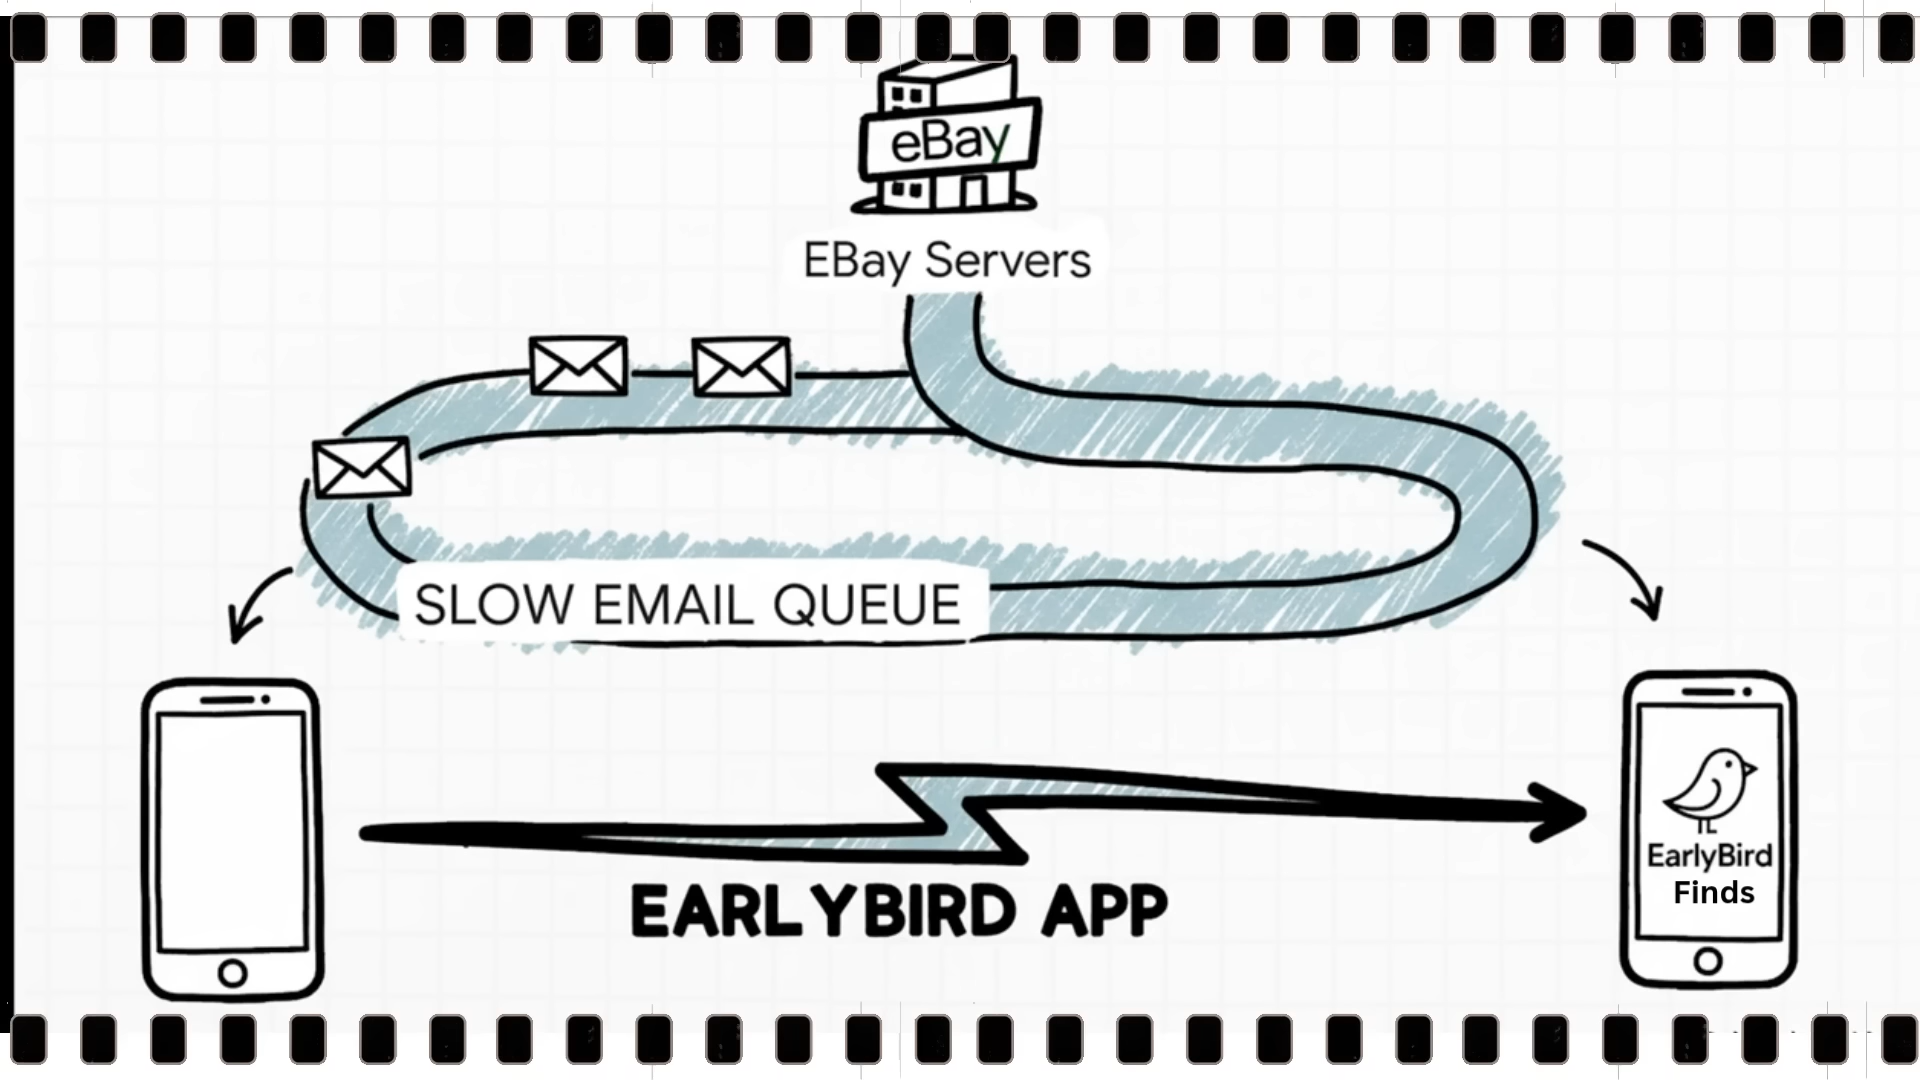 eBay
EBay Servers
SLOW EMAIL QUEUE
EARLYBIRD APP
EarlyBird
Finds